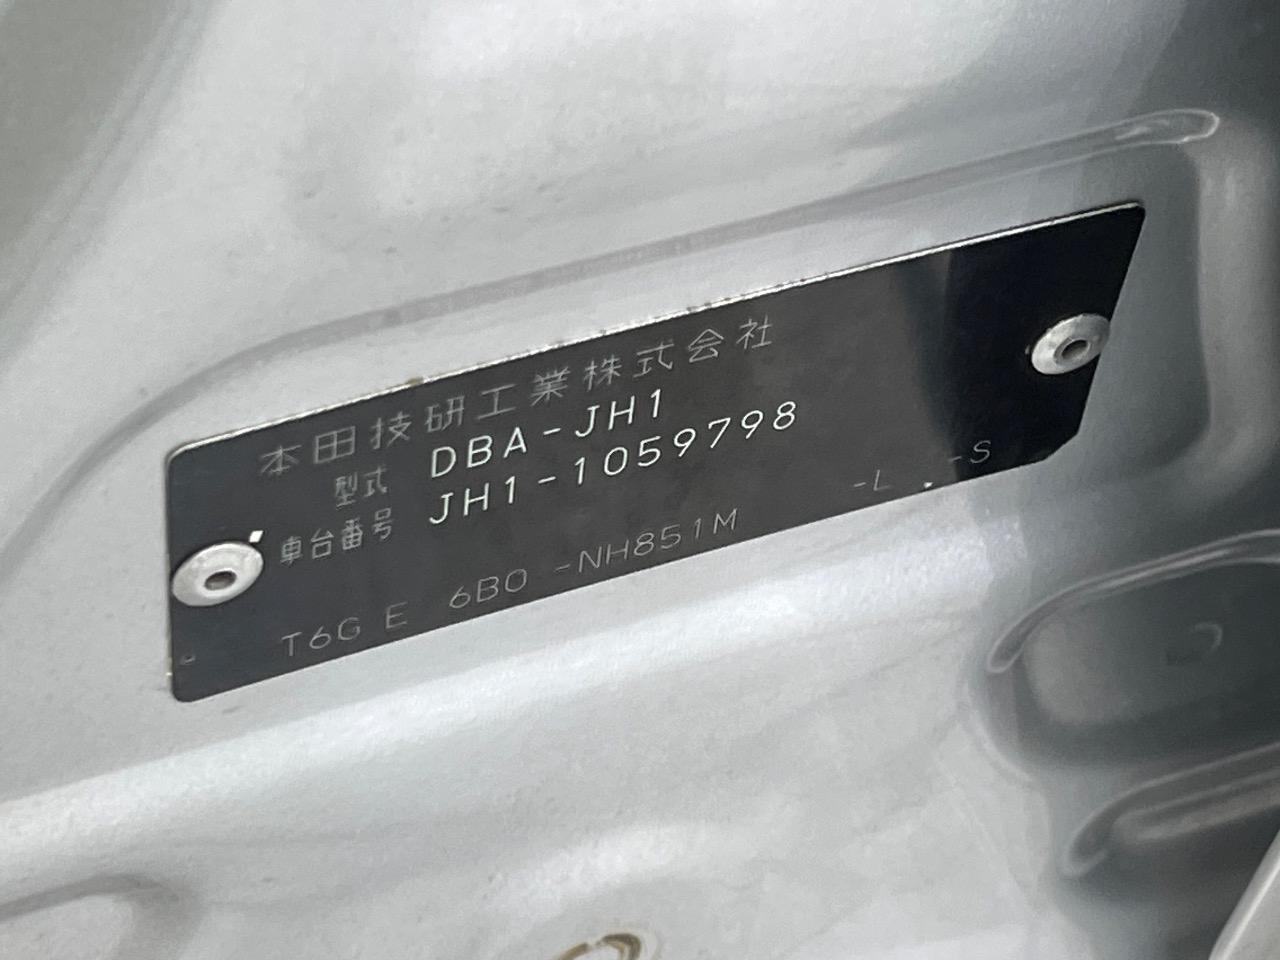 本田技研工業株式会社
型式 DBA-JH1
車台番号 JH1-1059798
T6G E 6B0 -NH851M -L -S